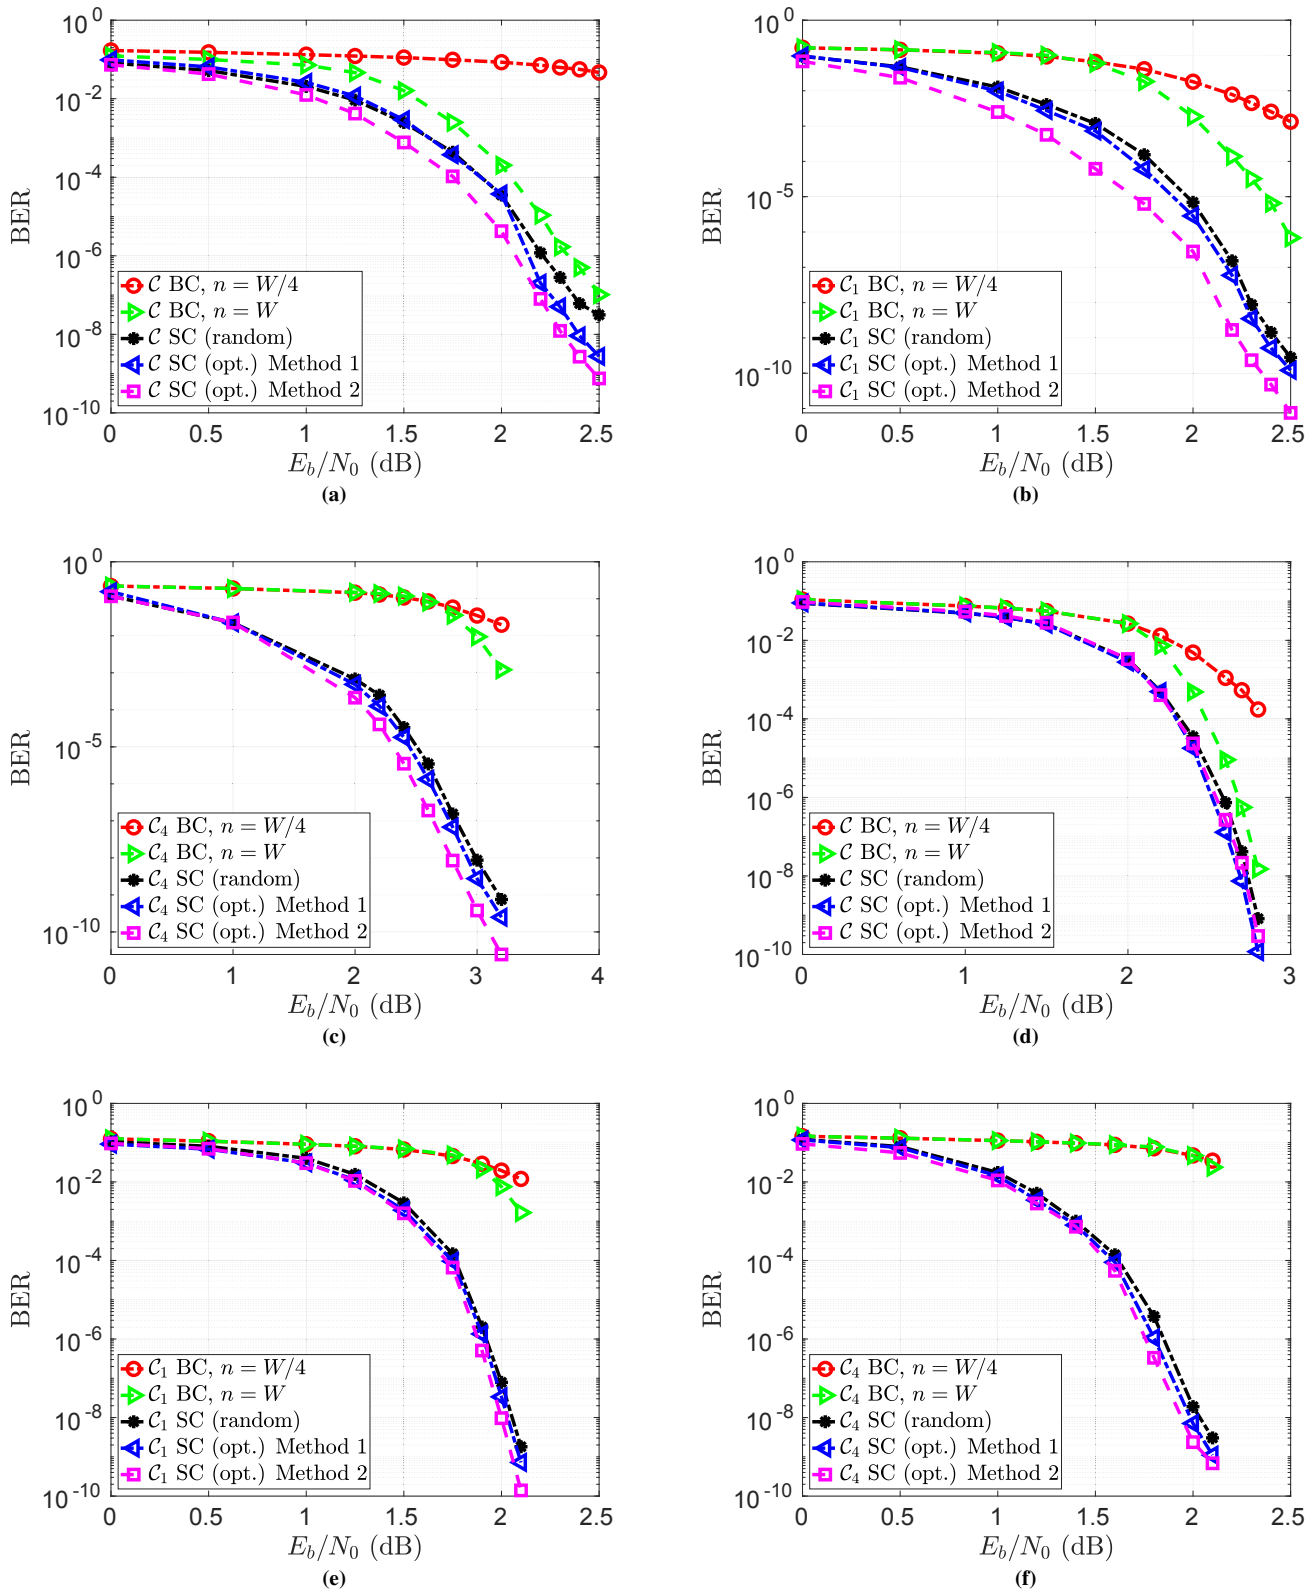 10^0
10^-2
10^-4
10^-6
10^-8
10^-10
BER
𝒞 BC, n = W/4
𝒞 BC, n = W
𝒞 SC (random)
𝒞 SC (opt.) Method 1
𝒞 SC (opt.) Method 2
0 0.5 1 1.5 2 2.5
E_b/N_0 (dB)
(a)
10^0
10^-5
10^-10
BER
𝒞_1 BC, n = W/4
𝒞_1 BC, n = W
𝒞_1 SC (random)
𝒞_1 SC (opt.) Method 1
𝒞_1 SC (opt.) Method 2
0 0.5 1 1.5 2 2.5
E_b/N_0 (dB)
(b)
10^0
10^-5
10^-10
BER
𝒞_4 BC, n = W/4
𝒞_4 BC, n = W
𝒞_4 SC (random)
𝒞_4 SC (opt.) Method 1
𝒞_4 SC (opt.) Method 2
0 1 2 3 4
E_b/N_0 (dB)
(c)
10^0
10^-2
10^-4
10^-6
10^-8
10^-10
BER
𝒞 BC, n = W/4
𝒞 BC, n = W
𝒞 SC (random)
𝒞 SC (opt.) Method 1
𝒞 SC (opt.) Method 2
0 1 2 3
E_b/N_0 (dB)
(d)
10^0
10^-2
10^-4
10^-6
10^-8
10^-10
BER
𝒞_1 BC, n = W/4
𝒞_1 BC, n = W
𝒞_1 SC (random)
𝒞_1 SC (opt.) Method 1
𝒞_1 SC (opt.) Method 2
0 0.5 1 1.5 2 2.5
E_b/N_0 (dB)
(e)
10^0
10^-2
10^-4
10^-6
10^-8
10^-10
BER
𝒞_4 BC, n = W/4
𝒞_4 BC, n = W
𝒞_4 SC (random)
𝒞_4 SC (opt.) Method 1
𝒞_4 SC (opt.) Method 2
0 0.5 1 1.5 2 2.5
E_b/N_0 (dB)
(f)